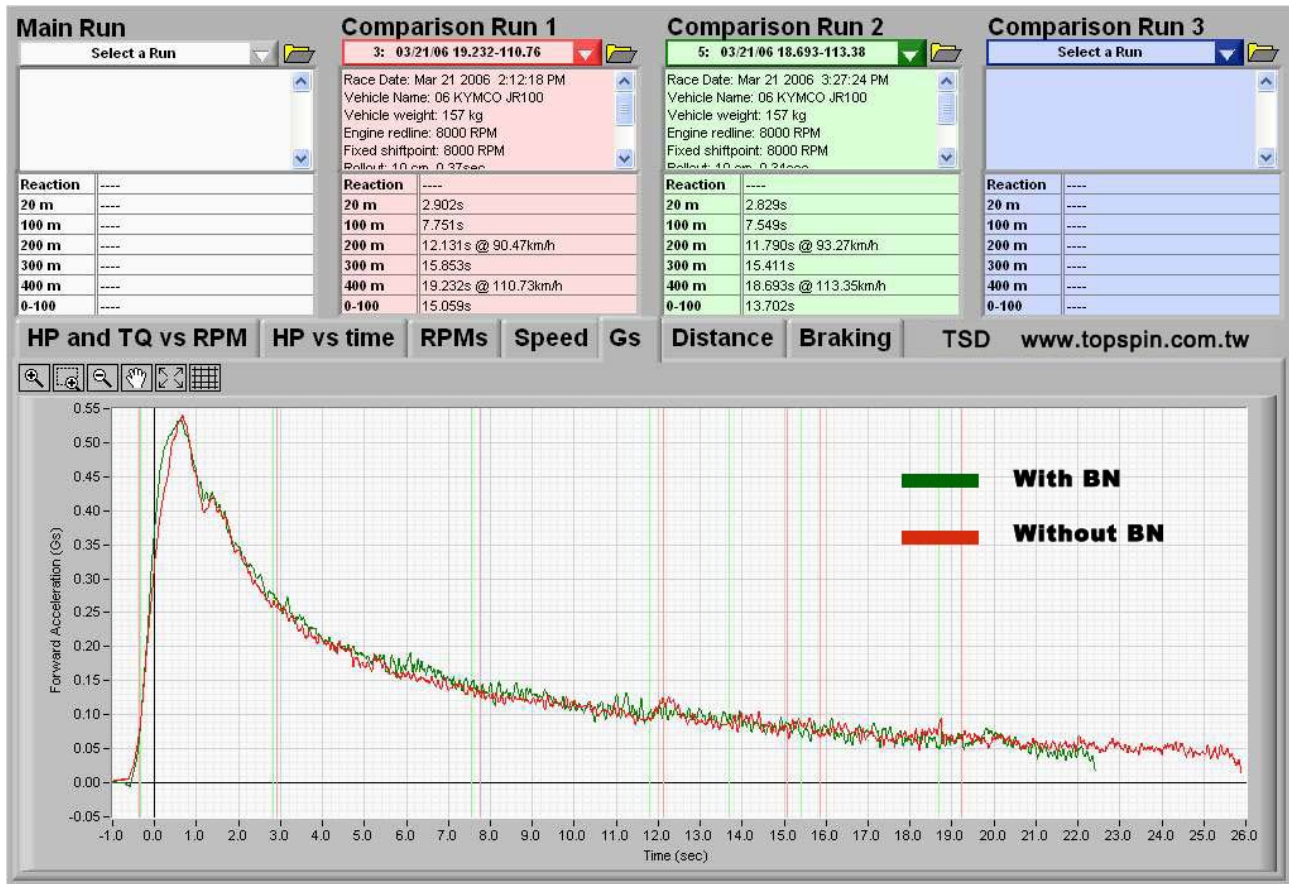 Main Run
Select a Run
Reaction ----
20 m ----
100 m ----
200 m ----
300 m ----
400 m ----
0-100 ----
Comparison Run 1
3: 03/21/06 19.232-110.76
Race Date: Mar 21 2006 2:12:18 PM
Vehicle Name: 06 KYMCO JR100
Vehicle weight: 157 kg
Engine redline: 8000 RPM
Fixed shiftpoint: 8000 RPM
Rollout: 10 cm, 0.37sec
Reaction ----
20 m 2.902s
100 m 7.751s
200 m 12.131s @ 90.47km/h
300 m 15.853s
400 m 19.232s @ 110.73km/h
0-100 15.059s
Comparison Run 2
5: 03/21/06 18.693-113.38
Race Date: Mar 21 2006 3:27:24 PM
Vehicle Name: 06 KYMCO JR100
Vehicle weight: 157 kg
Engine redline: 8000 RPM
Fixed shiftpoint: 8000 RPM
Rollout: 10 cm, 0.34sec
Reaction ----
20 m 2.829s
100 m 7.549s
200 m 11.790s @ 93.27km/h
300 m 15.411s
400 m 18.693s @ 113.35km/h
0-100 13.702s
Comparison Run 3
Select a Run
Reaction ----
20 m ----
100 m ----
200 m ----
300 m ----
400 m ----
0-100 ----
HP and TQ vs RPM HP vs time RPMs Speed Gs Distance Braking TSD www.topspin.com.tw
With BN
Without BN
Forward Acceleration (Gs)
0.55
0.50
0.45
0.40
0.35
0.30
0.25
0.20
0.15
0.10
0.05
0.00
-0.05
-1.0 0.0 1.0 2.0 3.0 4.0 5.0 6.0 7.0 8.0 9.0 10.0 11.0 12.0 13.0 14.0 15.0 16.0 17.0 18.0 19.0 20.0 21.0 22.0 23.0 24.0 25.0 26.0
Time (sec)